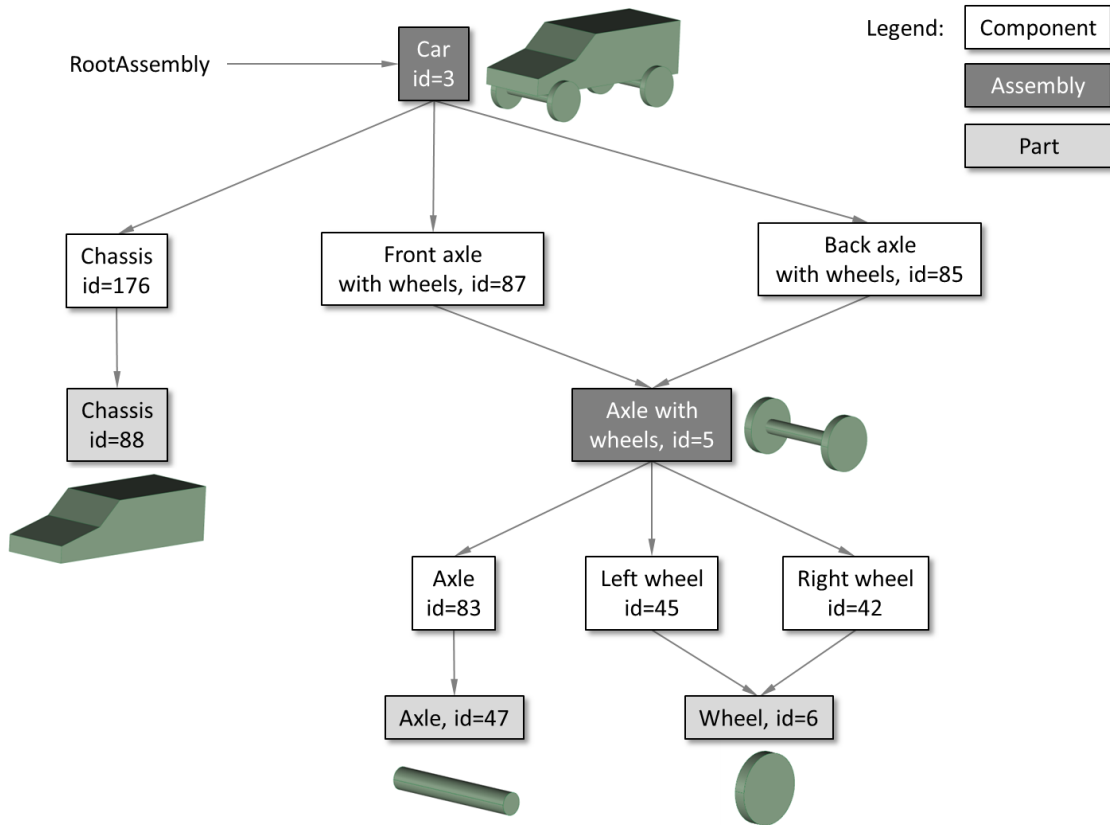 RootAssembly
Car
id=3
Legend:
Component
Assembly
Part
Chassis
id=176
Front axle
with wheels, id=87
Back axle
with wheels, id=85
Chassis
id=88
Axle with
wheels, id=5
Axle
id=83
Left wheel
id=45
Right wheel
id=42
Axle, id=47
Wheel, id=6